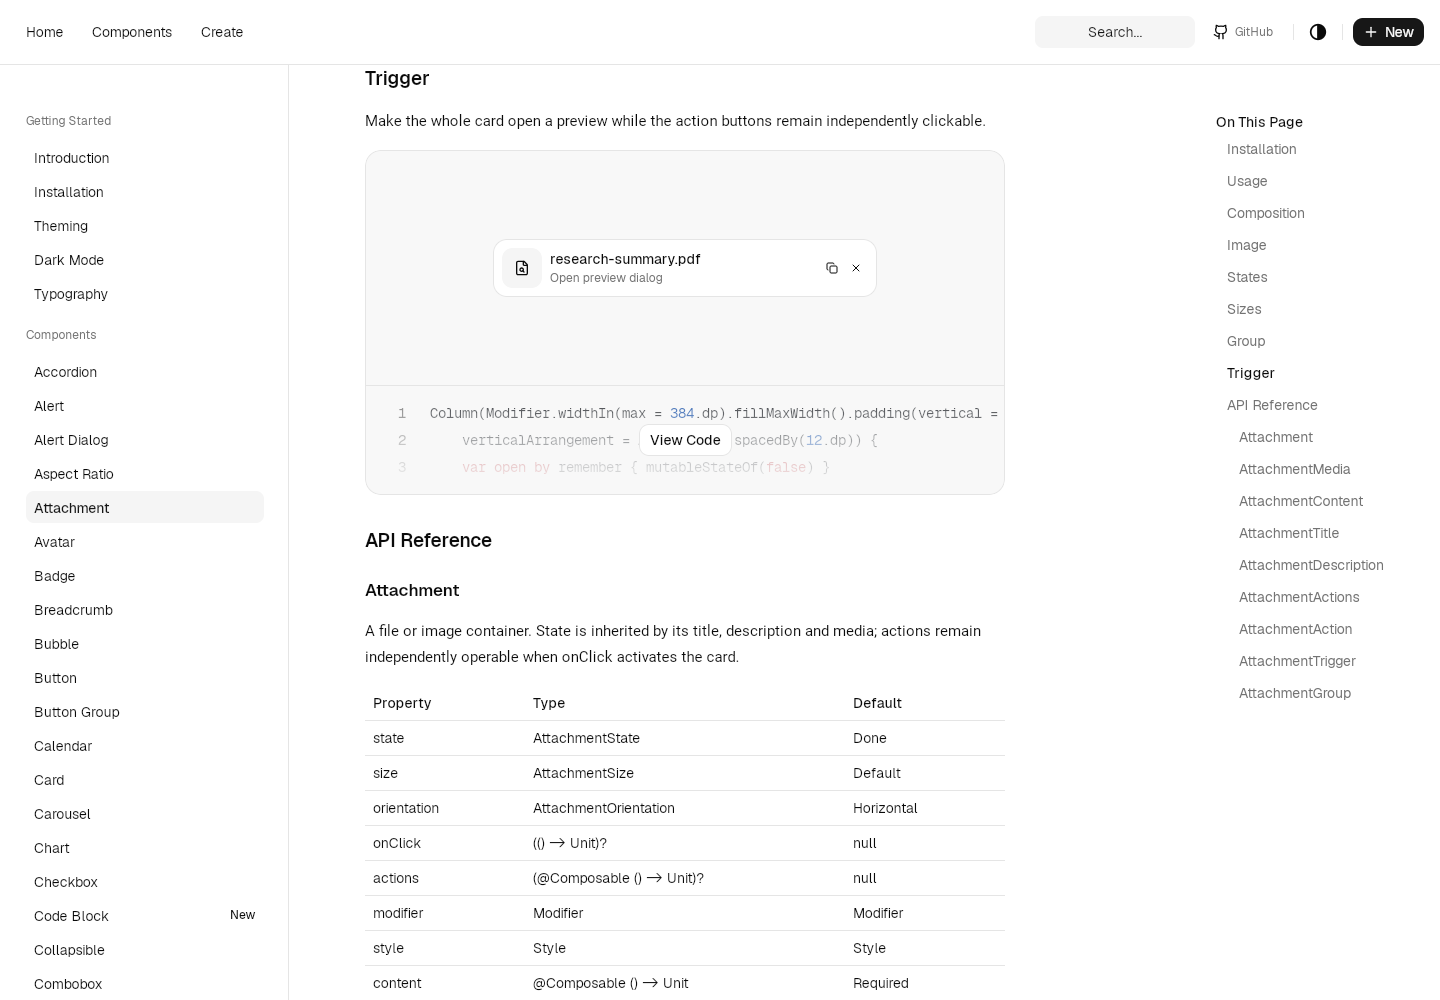 Home Components Create
Search... GitHub New
Getting Started
Introduction
Installation
Theming
Dark Mode
Typography
Components
Accordion
Alert
Alert Dialog
Aspect Ratio
Attachment
Avatar
Badge
Breadcrumb
Bubble
Button
Button Group
Calendar
Card
Carousel
Chart
Checkbox
Code Block New
Collapsible
Combobox
Trigger
Make the whole card open a preview while the action buttons remain independently clickable.
research-summary.pdf
Open preview dialog
1 Column(Modifier.widthIn(max = 384.dp).fillMaxWidth().padding(vertical =
2 verticalArrangement = View Code spacedBy(12.dp)) {
3 var open by remember { mutableStateOf(false) }
API Reference
Attachment
A file or image container. State is inherited by its title, description and media; actions remain
independently operable when onClick activates the card.
Property Type Default
state AttachmentState Done
size AttachmentSize Default
orientation AttachmentOrientation Horizontal
onClick (() -> Unit)? null
actions (@Composable () -> Unit)? null
modifier Modifier Modifier
style Style Style
content @Composable () -> Unit Required
On This Page
Installation
Usage
Composition
Image
States
Sizes
Group
Trigger
API Reference
Attachment
AttachmentMedia
AttachmentContent
AttachmentTitle
AttachmentDescription
AttachmentActions
AttachmentAction
AttachmentTrigger
AttachmentGroup